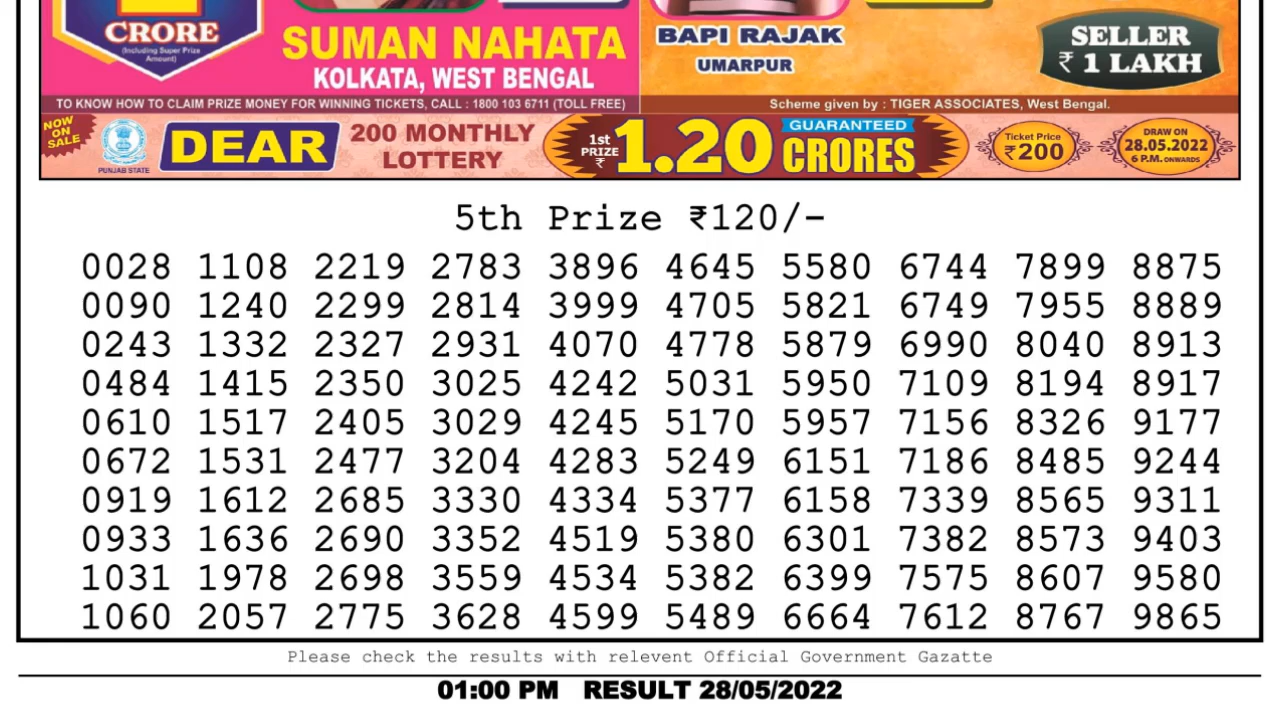 CRORE
(Including Super Prize
Amount)
SUMAN NAHATA
KOLKATA, WEST BENGAL
BAPI RAJAK
UMARPUR
SELLER
₹ 1 LAKH
TO KNOW HOW TO CLAIM PRIZE MONEY FOR WINNING TICKETS, CALL : 1800 103 6711 (TOLL FREE)
Scheme given by : TIGER ASSOCIATES, West Bengal.
NOW
ON
SALE
PUNJAB STATE
DEAR
200 MONTHLY
LOTTERY
1st
PRIZE
₹
1.20
GUARANTEED
CRORES
Ticket Price
₹200
DRAW ON
28.05.2022
6 P.M. ONWARDS
5th Prize ₹120/-
0028 1108 2219 2783 3896 4645 5580 6744 7899 8875
0090 1240 2299 2814 3999 4705 5821 6749 7955 8889
0243 1332 2327 2931 4070 4778 5879 6990 8040 8913
0484 1415 2350 3025 4242 5031 5950 7109 8194 8917
0610 1517 2405 3029 4245 5170 5957 7156 8326 9177
0672 1531 2477 3204 4283 5249 6151 7186 8485 9244
0919 1612 2685 3330 4334 5377 6158 7339 8565 9311
0933 1636 2690 3352 4519 5380 6301 7382 8573 9403
1031 1978 2698 3559 4534 5382 6399 7575 8607 9580
1060 2057 2775 3628 4599 5489 6664 7612 8767 9865
Please check the results with relevent Official Government Gazatte
01:00 PM RESULT 28/05/2022